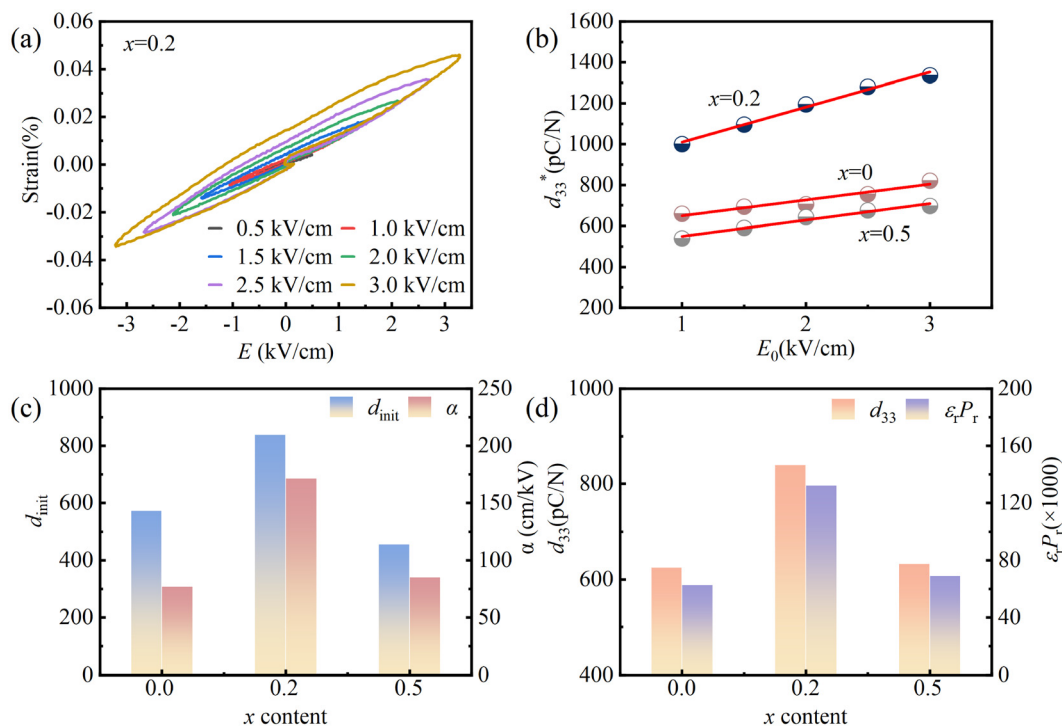 (a)
x=0.2
0.06
0.04
0.02
0.00
-0.02
-0.04
-0.06
Strain(%)
0.5 kV/cm
1.0 kV/cm
1.5 kV/cm
2.0 kV/cm
2.5 kV/cm
3.0 kV/cm
-3
-2
-1
0
1
2
3
E (kV/cm)
(b)
1600
1400
1200
1000
800
600
400
200
d33*(pC/N)
x=0.2
x=0
x=0.5
1
2
3
E0(kV/cm)
(c)
1000
800
600
400
200
0
dinit
dinit
α
250
200
150
100
50
0
α (cm/kV)
0.0
0.2
0.5
x content
(d)
1000
900
800
600
400
d33(pC/N)
d33
εrPr
200
160
120
80
40
0
εrPr(×1000)
0.0
0.2
0.5
x content